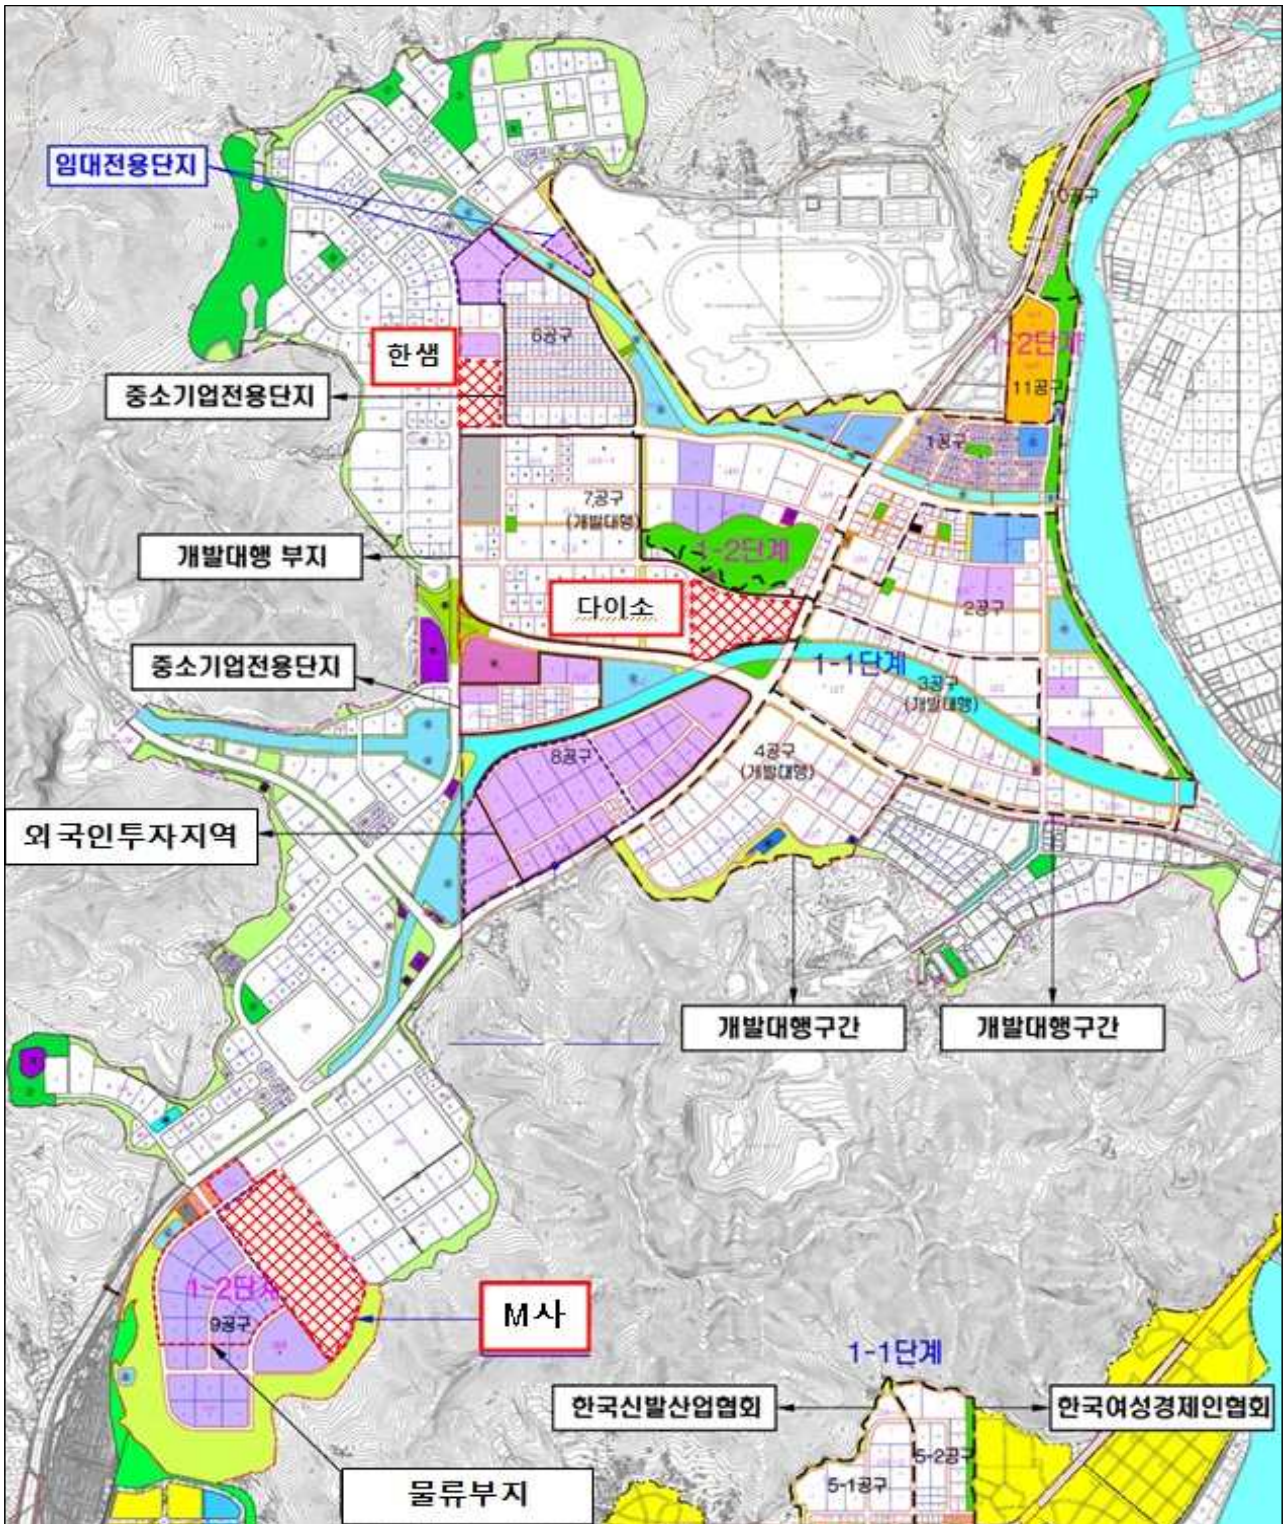 임대전용단지
10공구
한샘
6공구
1-2단계
11공구
중소기업전용단지
1공구
7공구
(개발대행)
개발대행 부지
1-2단계
다이소
2공구
중소기업전용단지
1-1단계
3공구
(개발대행)
8공구
4공구
(개발대행)
외국인투자지역
개발대행구간
개발대행구간
1-2단계
9공구
M사
1-1단계
한국신발산업협회
한국여성경제인협회
5-2공구
5-1공구
물류부지